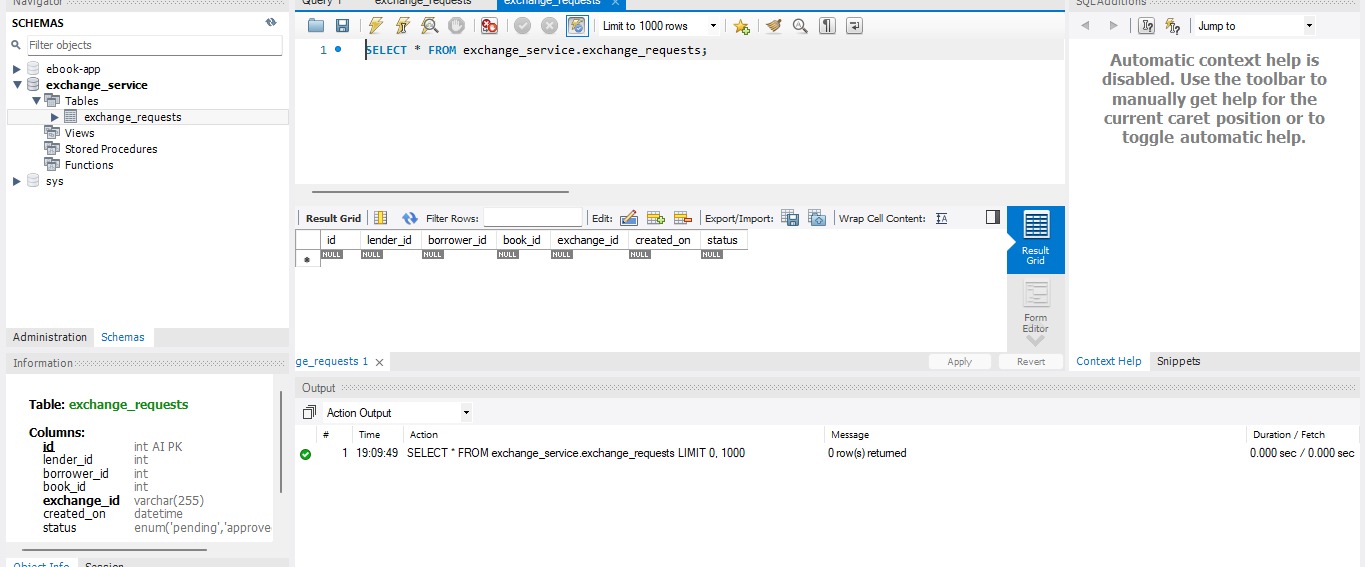 Navigator
Query 1 exchange_requests exchange_requests x
SQLAdditions
SCHEMAS
Filter objects
ebook-app
exchange_service
Tables
exchange_requests
Views
Stored Procedures
Functions
sys
Administration Schemas
Information
Table: exchange_requests
Columns:
id int AI PK
lender_id int
borrower_id int
book_id int
exchange_id varchar(255)
created_on datetime
status enum('pending','approve
Object Info Session
Limit to 1000 rows
1 SELECT * FROM exchange_service.exchange_requests;
Result Grid Filter Rows: Edit: Export/Import: Wrap Cell Content: IA
id lender_id borrower_id book_id exchange_id created_on status
* NULL NULL NULL NULL NULL NULL NULL
Result
Grid
Form
Editor
ge_requests 1 x Apply Revert
Jump to
Automatic context help is
disabled. Use the toolbar to
manually get help for the
current caret position or to
toggle automatic help.
Context Help Snippets
Output
Action Output
# Time Action Message Duration / Fetch
1 19:09:49 SELECT * FROM exchange_service.exchange_requests LIMIT 0, 1000 0 row(s) returned 0.000 sec / 0.000 sec